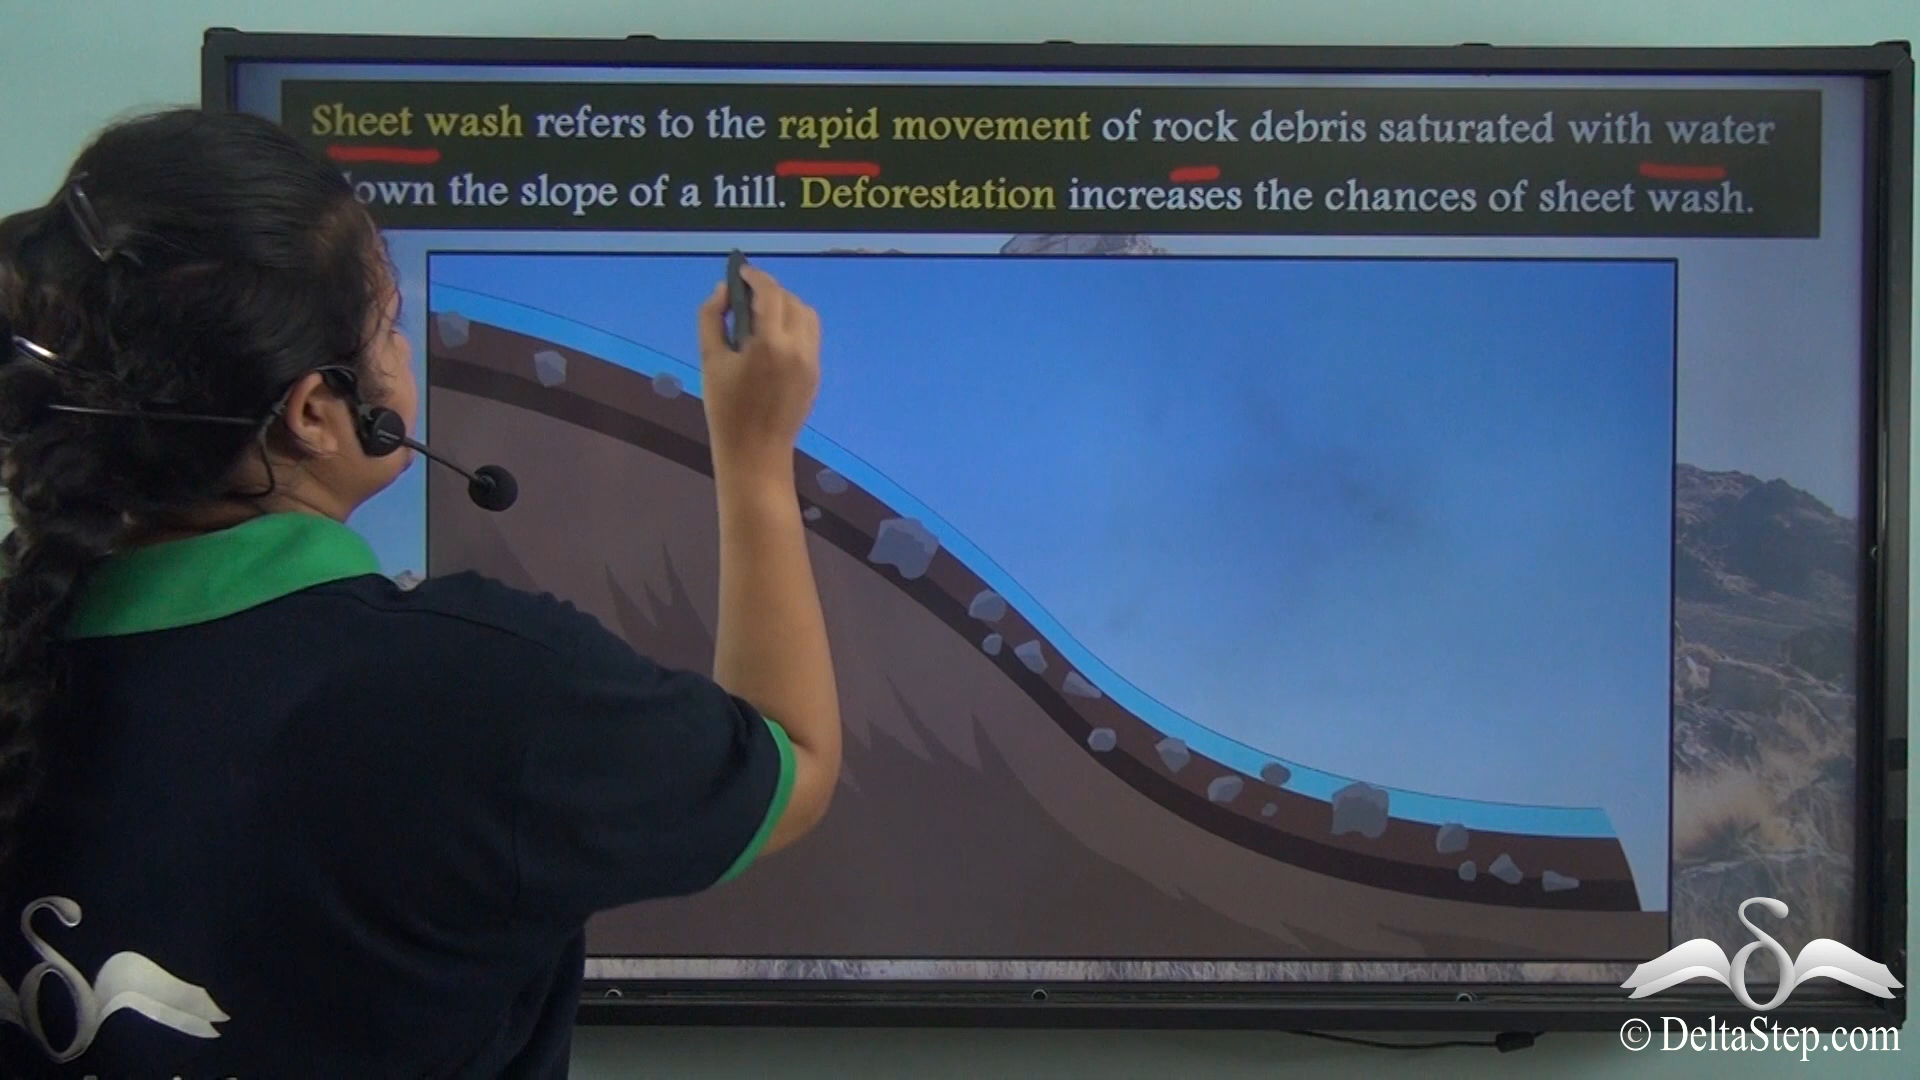 Sheet wash refers to the rapid movement of rock debris saturated with water
down the slope of a hill. Deforestation increases the chances of sheet wash.
© DeltaStep.com